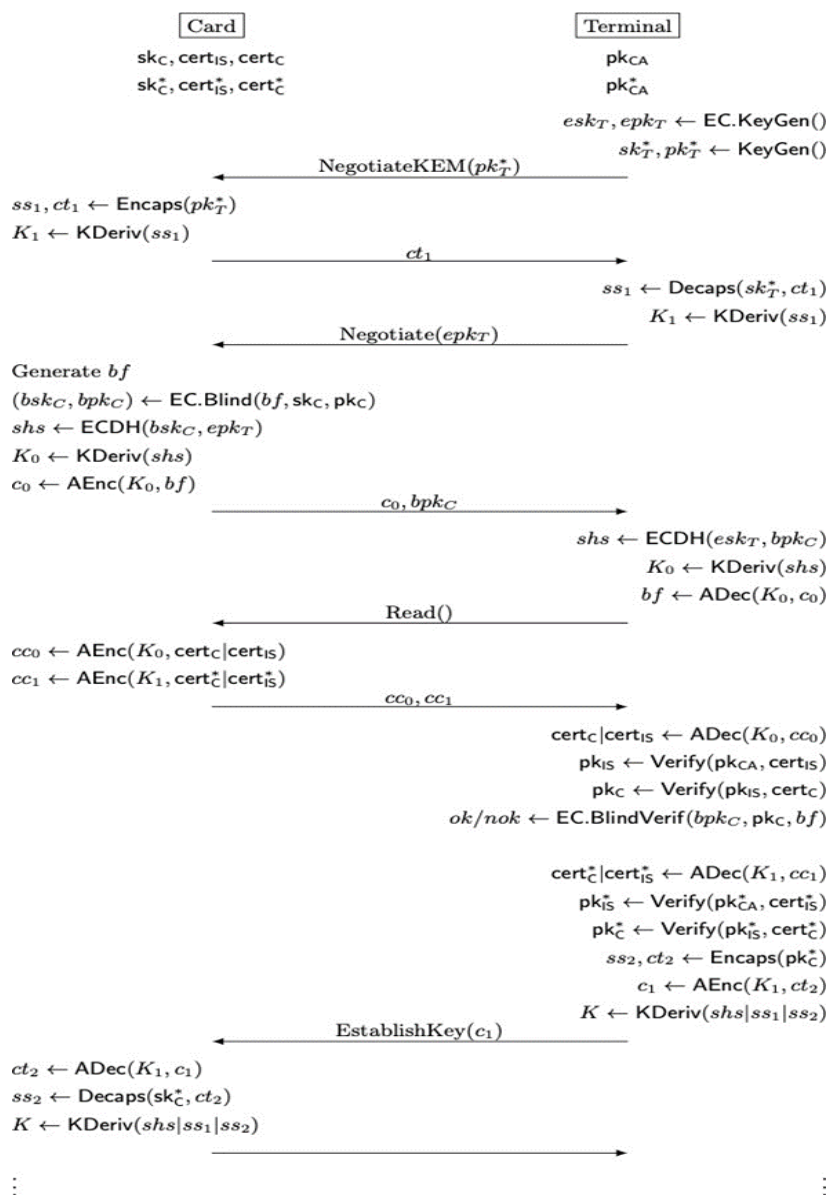 Card
Terminal
sk_C, cert_IS, cert_C
pk_CA
sk*_C, cert*_IS, cert*_C
pk*_CA
esk_T, epk_T ← EC.KeyGen()
sk*_T, pk*_T ← KeyGen()
NegotiateKEM(pk*_T)
ss_1, ct_1 ← Encaps(pk*_T)
K_1 ← KDeriv(ss_1)
ct_1
ss_1 ← Decaps(sk*_T, ct_1)
K_1 ← KDeriv(ss_1)
Negotiate(epk_T)
Generate bf
(bsk_C, bpk_C) ← EC.Blind(bf, sk_C, pk_C)
shs ← ECDH(bsk_C, epk_T)
K_0 ← KDeriv(shs)
c_0 ← AEnc(K_0, bf)
c_0, bpk_C
shs ← ECDH(esk_T, bpk_C)
K_0 ← KDeriv(shs)
bf ← ADec(K_0, c_0)
Read()
cc_0 ← AEnc(K_0, cert_C|cert_IS)
cc_1 ← AEnc(K_1, cert*_C|cert*_IS)
cc_0, cc_1
cert_C|cert_IS ← ADec(K_0, cc_0)
pk_IS ← Verify(pk_CA, cert_IS)
pk_C ← Verify(pk_IS, cert_C)
ok/nok ← EC.BlindVerif(bpk_C, pk_C, bf)
cert*_C|cert*_IS ← ADec(K_1, cc_1)
pk*_IS ← Verify(pk*_CA, cert*_IS)
pk*_C ← Verify(pk*_IS, cert*_C)
ss_2, ct_2 ← Encaps(pk*_C)
c_1 ← AEnc(K_1, ct_2)
K ← KDeriv(shs|ss_1|ss_2)
EstablishKey(c_1)
ct_2 ← ADec(K_1, c_1)
ss_2 ← Decaps(sk*_C, ct_2)
K ← KDeriv(shs|ss_1|ss_2)
⋮
⋮